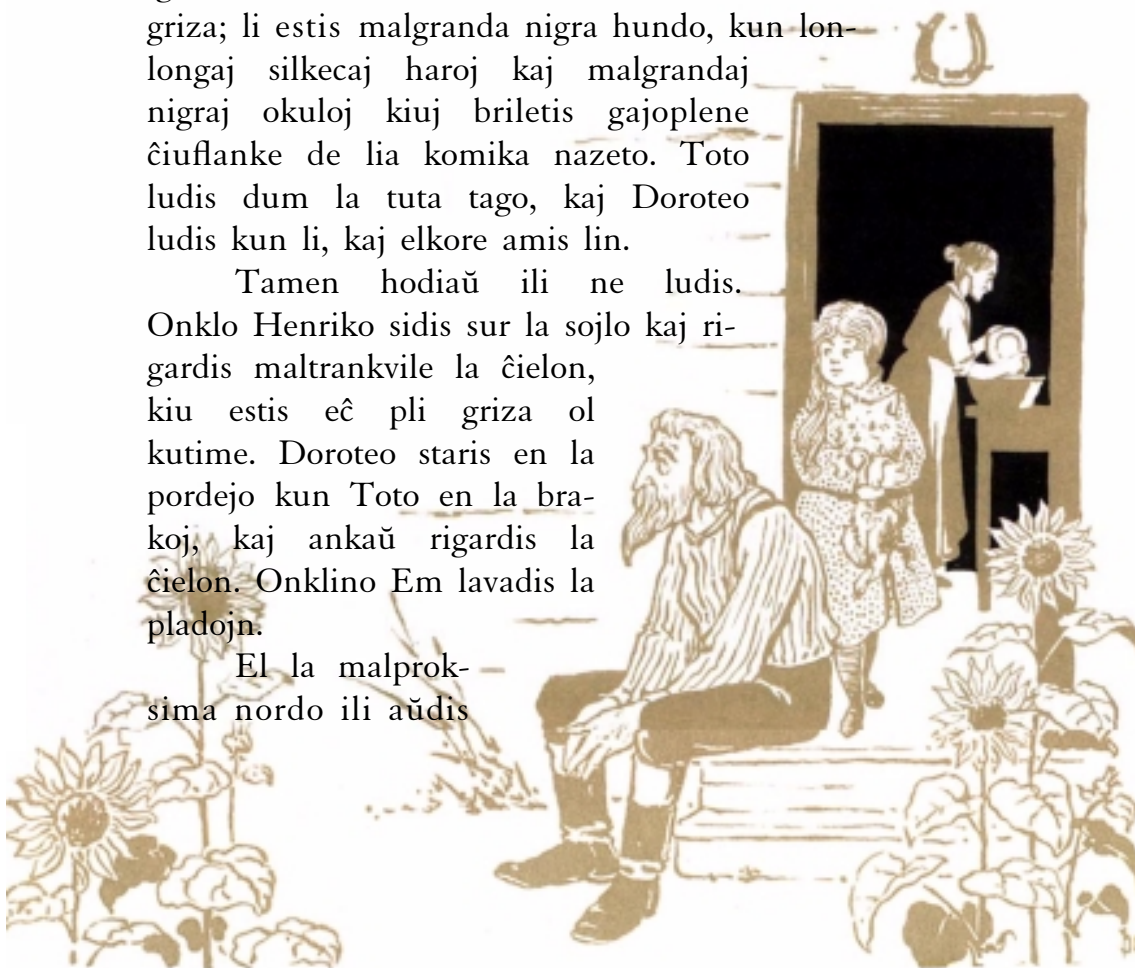 griza; li estis malgranda nigra hundo, kun lon-
longaj silkecaj haroj kaj malgrandaj
nigraj okuloj kiuj briletis gajoplene
ĉiuflanke de lia komika nazeto. Toto
ludis dum la tuta tago, kaj Doroteo
ludis kun li, kaj elkore amis lin.
Tamen hodiaŭ ili ne ludis.
Onklo Henriko sidis sur la sojlo kaj ri-
gardis maltrankvile la ĉielon,
kiu estis eĉ pli griza ol
kutime. Doroteo staris en la
pordejo kun Toto en la bra-
koj, kaj ankaŭ rigardis la
ĉielon. Onklino Em lavadis la
pladojn.
El la malprok-
sima nordo ili aŭdis